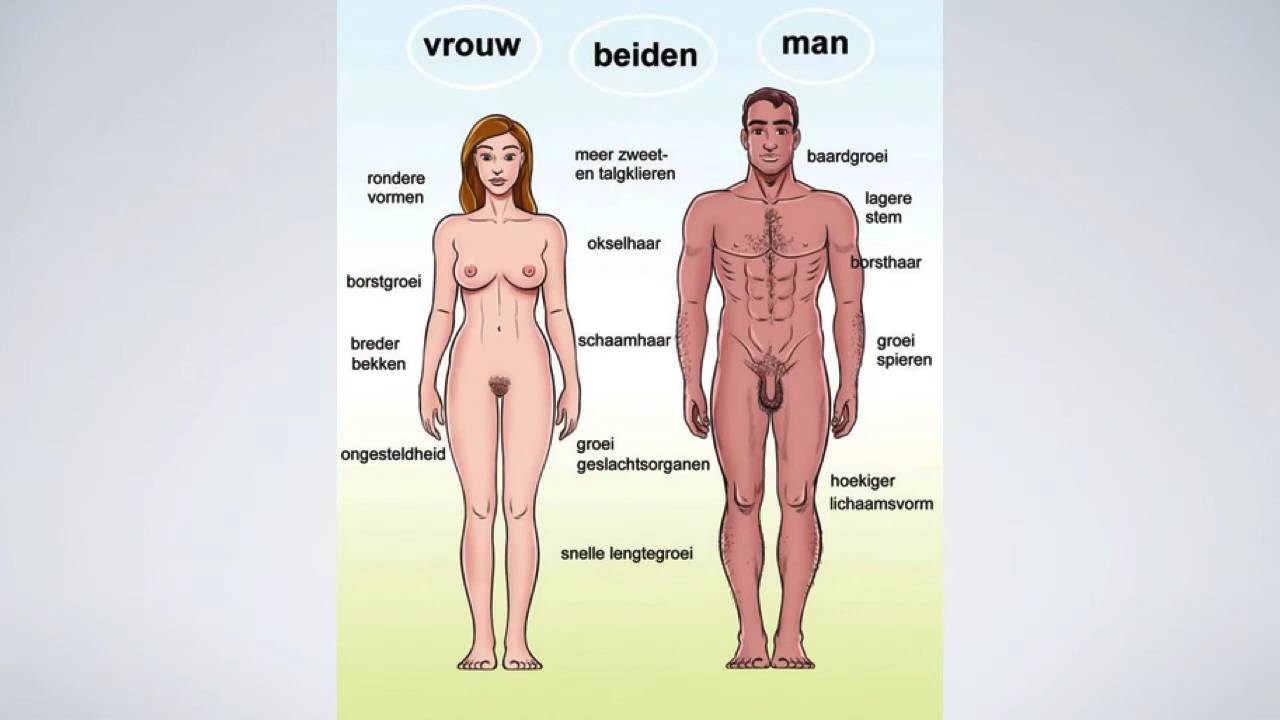 vrouw
beiden
man
rondere
vormen
borstgroei
breder
bekken
ongesteldheid
meer zweet-
en talgklieren
okselhaar
schaamhaar
groei
geslachtsorganen
snelle lengtegroei
baardgroei
lagere
stem
borsthaar
groei
spieren
hoekiger
lichaamsvorm